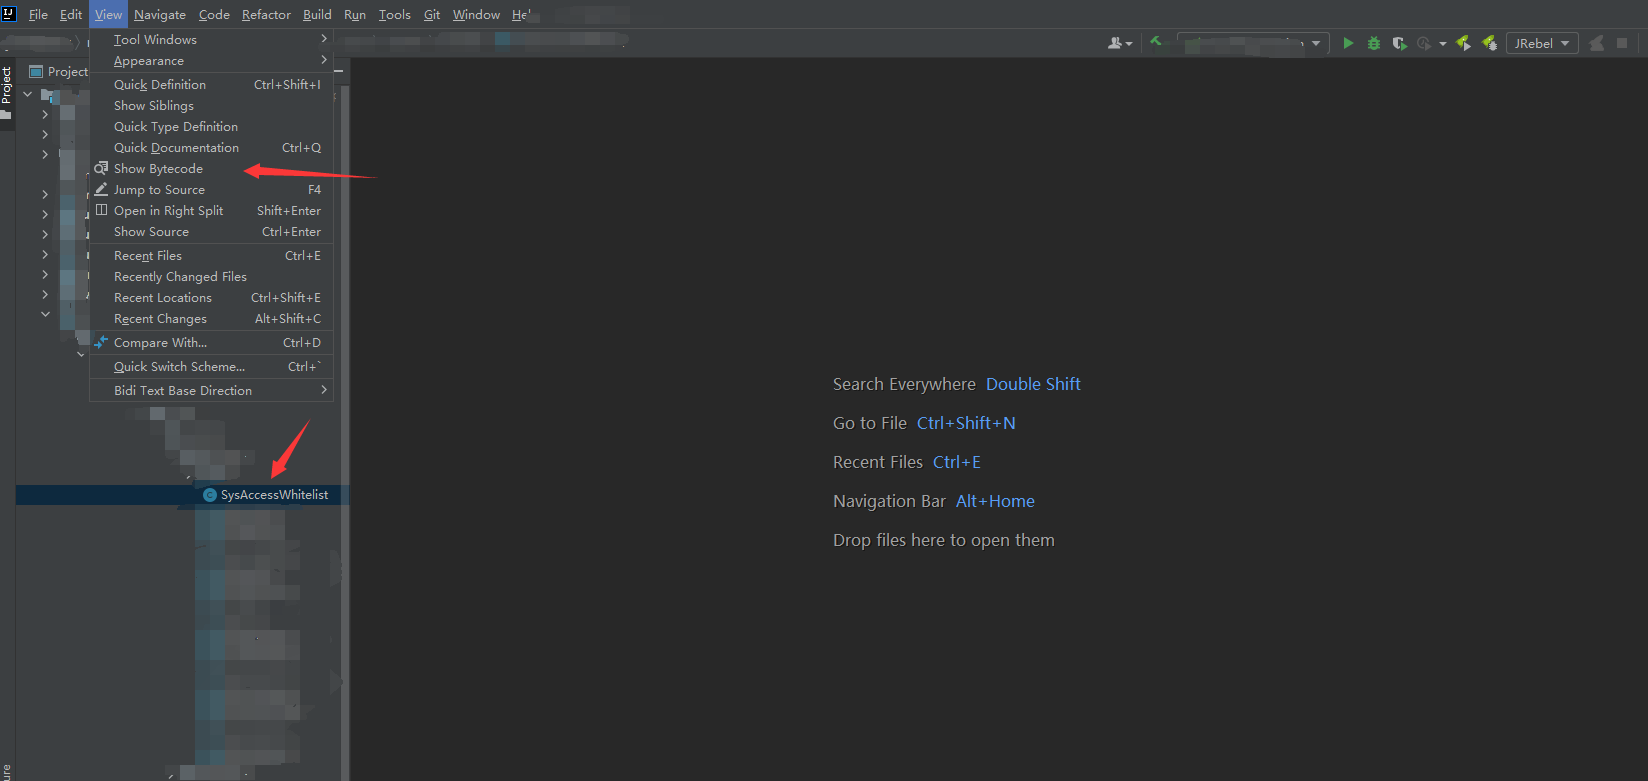 File Edit View Navigate Code Refactor Build Run Tools Git Window
JRebel
Project
Project
Tool Windows
Appearance
Quick Definition Ctrl+Shift+I
Show Siblings
Quick Type Definition
Quick Documentation Ctrl+Q
Show Bytecode
Jump to Source F4
Open in Right Split Shift+Enter
Show Source Ctrl+Enter
Recent Files Ctrl+E
Recently Changed Files
Recent Locations Ctrl+Shift+E
Recent Changes Alt+Shift+C
Compare With... Ctrl+D
Quick Switch Scheme... Ctrl+`
Bidi Text Base Direction
SysAccessWhitelist
Search Everywhere Double Shift
Go to File Ctrl+Shift+N
Recent Files Ctrl+E
Navigation Bar Alt+Home
Drop files here to open them